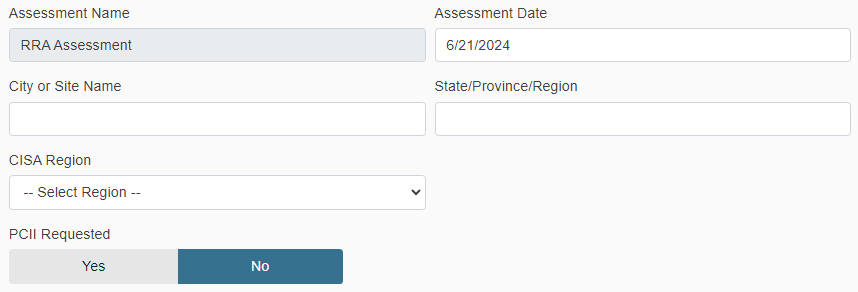 Assessment Name
Assessment Date
RRA Assessment
6/21/2024
City or Site Name
State/Province/Region
CISA Region
-- Select Region --
PCII Requested
Yes
No